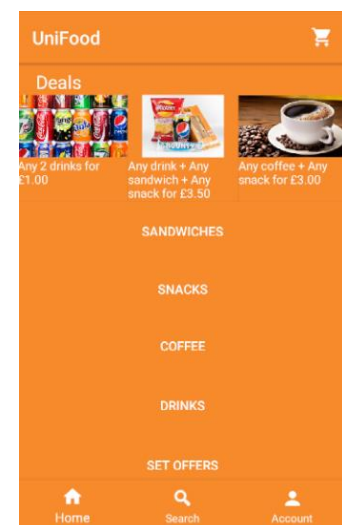 UniFood
Deals
Any 2 drinks for
£1.00
Any drink + Any
sandwich + Any
snack for £3.50
Any coffee + Any
snack for £3.00
SANDWICHES
SNACKS
COFFEE
DRINKS
SET OFFERS
Home
Search
Account